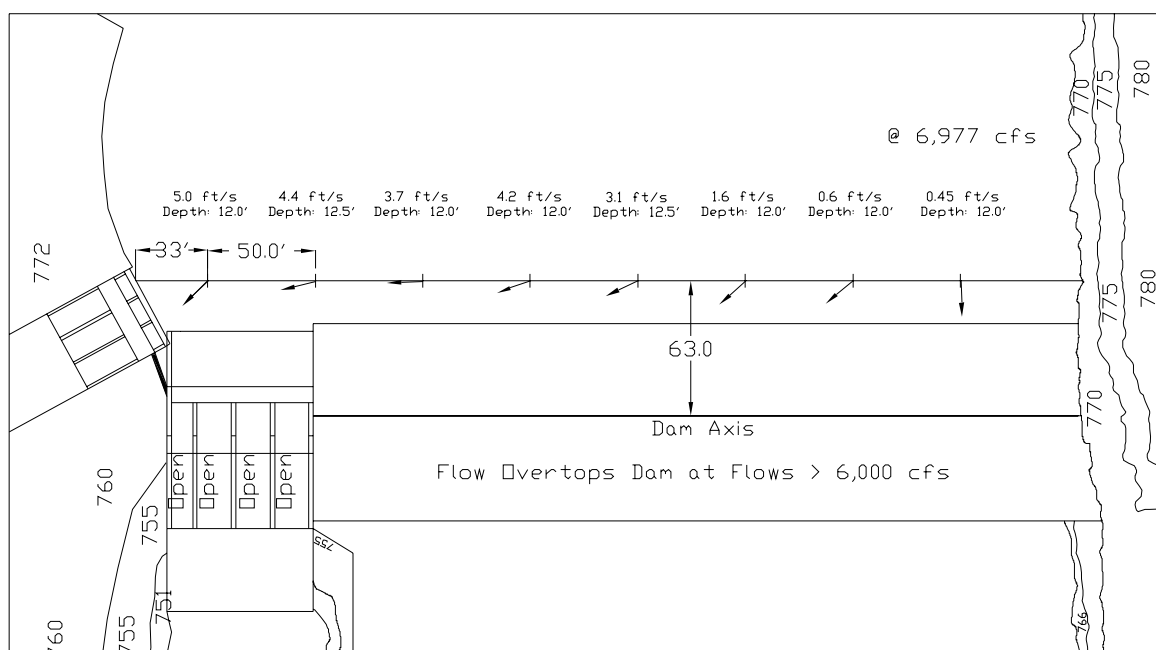 780
775
770
@ 6,977 cfs
5.0 ft/s
Depth: 12.0'
4.4 ft/s
Depth: 12.5'
3.7 ft/s
Depth: 12.0'
4.2 ft/s
Depth: 12.0'
3.1 ft/s
Depth: 12.5'
1.6 ft/s
Depth: 12.0'
0.6 ft/s
Depth: 12.0'
0.45 ft/s
Depth: 12.0'
772
33'
50.0'
780
775
63.0
770
Dam Axis
Flow Overtops Dam at Flows > 6,000 cfs
760
Open
Open
Open
Open
755
755
751
760
755
766